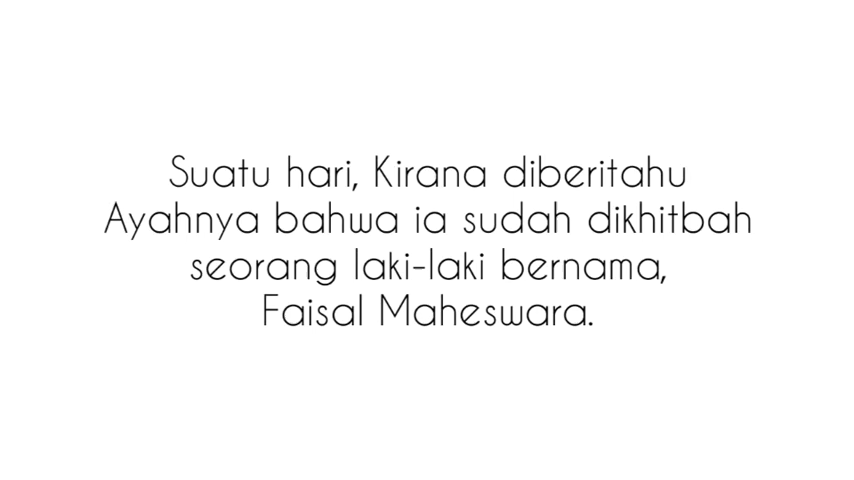 Suatu hari, Kirana diberitahu
Ayahnya bahwa ia sudah dikhitbah
seorang laki-laki bernama,
Faisal Maheswara.